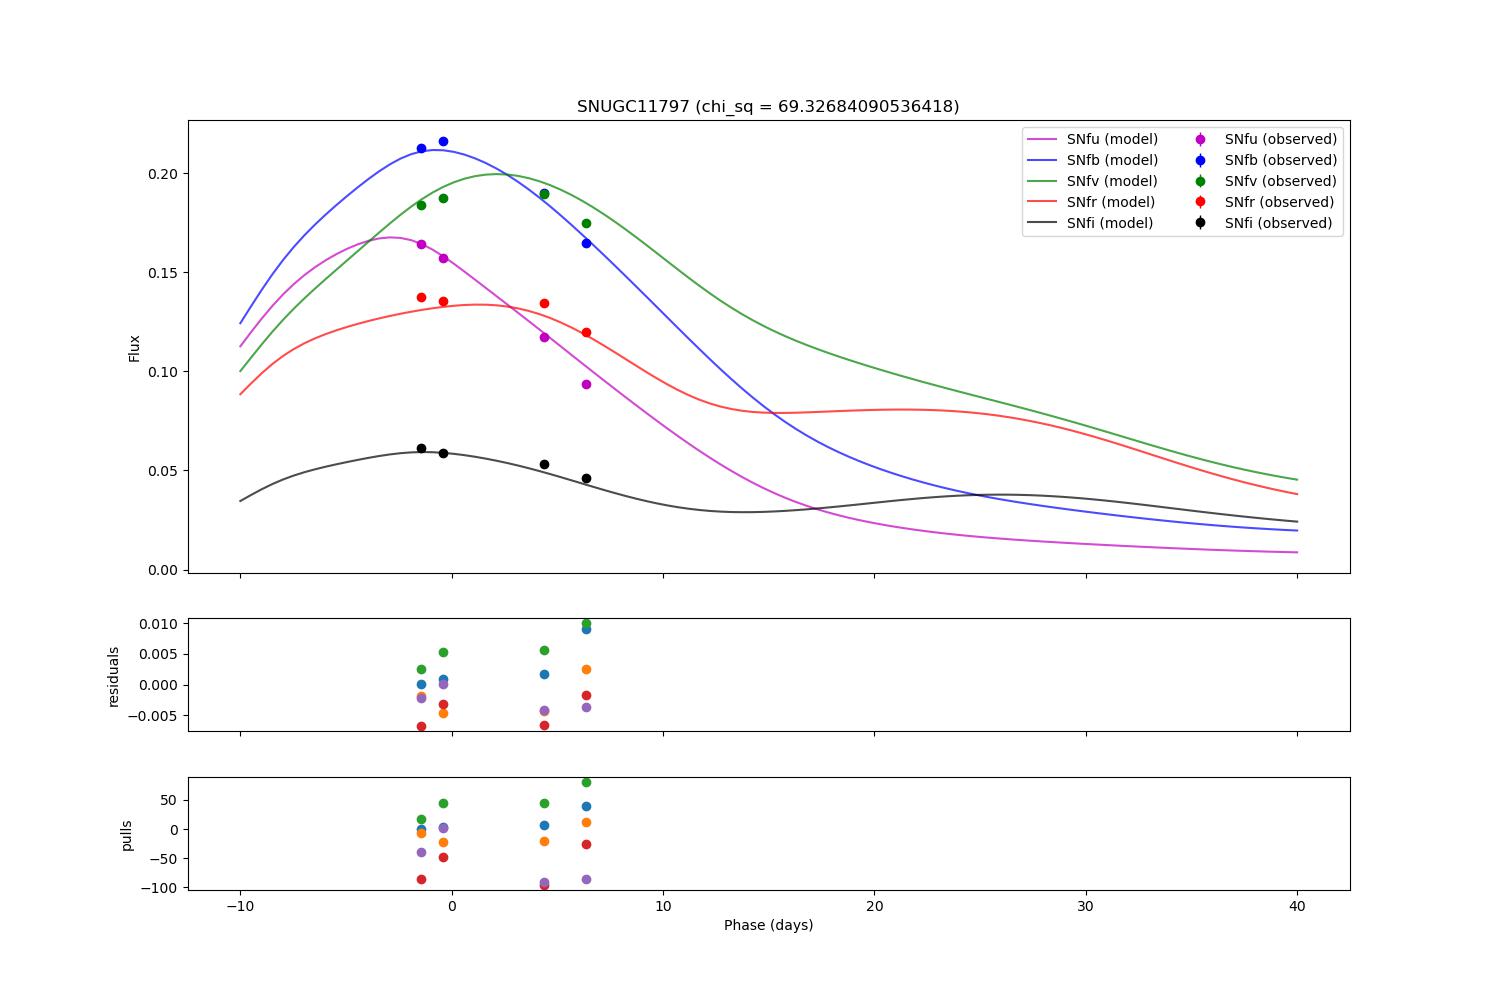 SNUGC11797 (chi_sq = 69.32684090536418)
SNfu (model) SNfu (observed)
SNfb (model) SNfb (observed)
SNfv (model) SNfv (observed)
SNfr (model) SNfr (observed)
SNfi (model) SNfi (observed)
Flux
0.20
0.15
0.10
0.05
0.00
residuals
0.010
0.005
0.000
−0.005
pulls
50
0
−50
−100
−10 0 10 20 30 40
Phase (days)